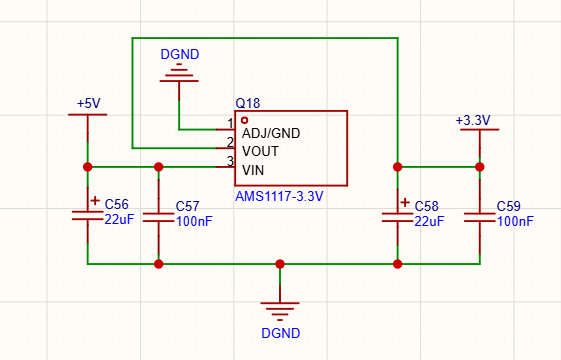 DGND
+5V
Q18
+3.3V
1
ADJ/GND
2
VOUT
3
VIN
AMS1117-3.3V
+
C56
22uF
C57
100nF
+
C58
22uF
C59
100nF
DGND